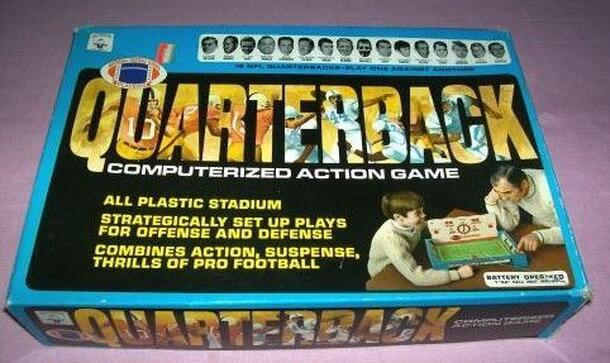 16 NFL QUARTERBACKS-PLAY ONE AGAINST ANOTHER
QUARTERBACK
COMPUTERIZED ACTION GAME
ALL PLASTIC STADIUM
STRATEGICALLY SET UP PLAYS
FOR OFFENSE AND DEFENSE
COMBINES ACTION, SUSPENSE,
THRILLS OF PRO FOOTBALL
BATTERY OPERATED
QUARTERBACK
COMPUTERIZED
ACTION GAME